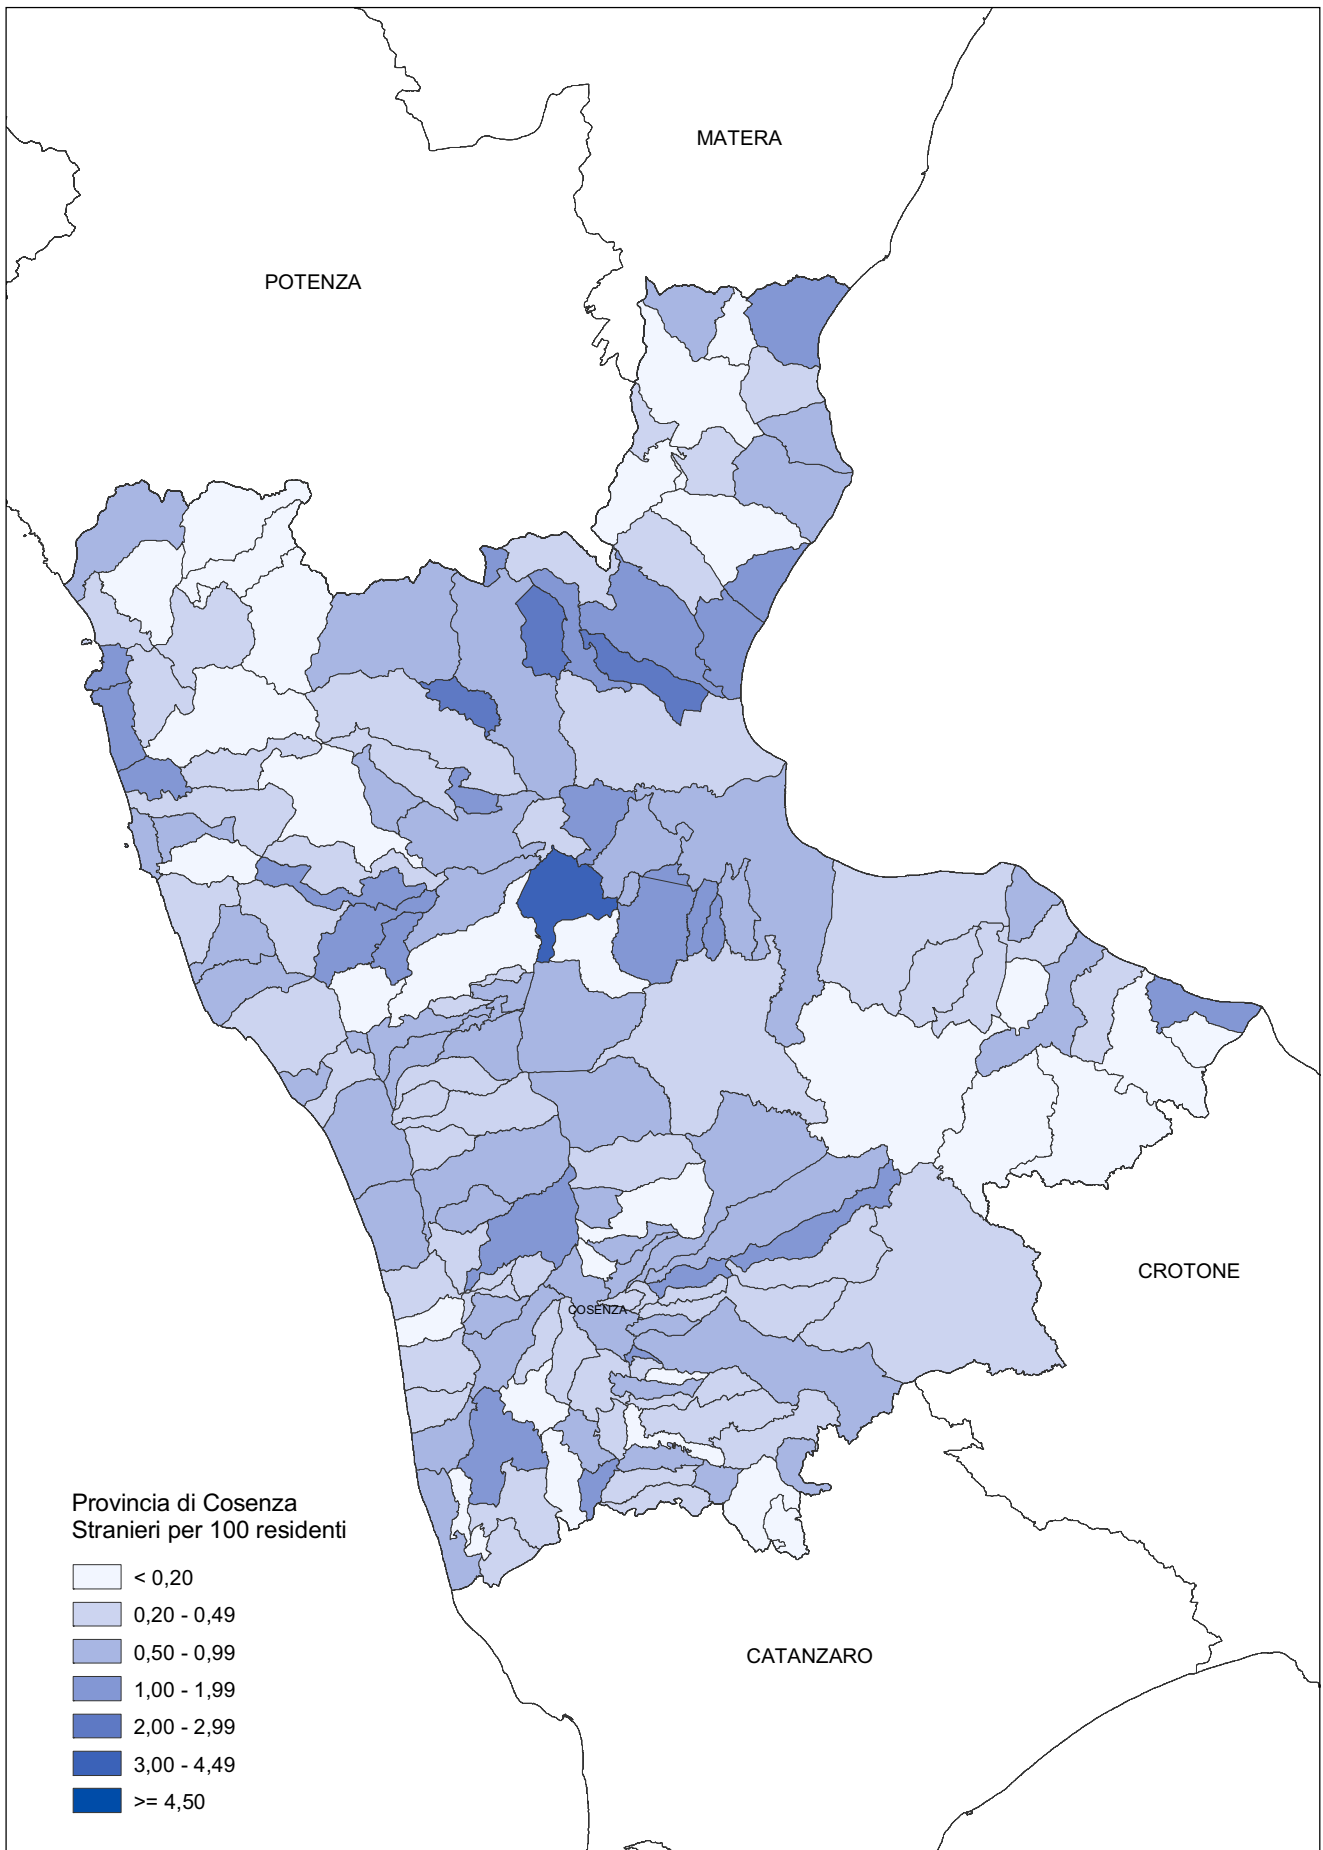 MATERA
POTENZA
CROTONE
COSENZA
Provincia di Cosenza
Stranieri per 100 residenti
< 0,20
0,20 - 0,49
0,50 - 0,99
1,00 - 1,99
2,00 - 2,99
3,00 - 4,49
>= 4,50
CATANZARO